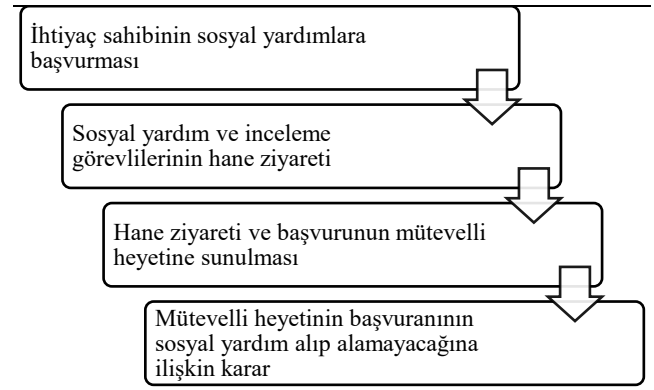 İhtiyaç sahibinin sosyal yardımlara
başvurması
Sosyal yardım ve inceleme
görevlilerinin hane ziyareti
Hane ziyareti ve başvurunun mütevelli
heyetine sunulması
Mütevelli heyetinin başvuranının
sosyal yardım alıp alamayacağına
ilişkin karar